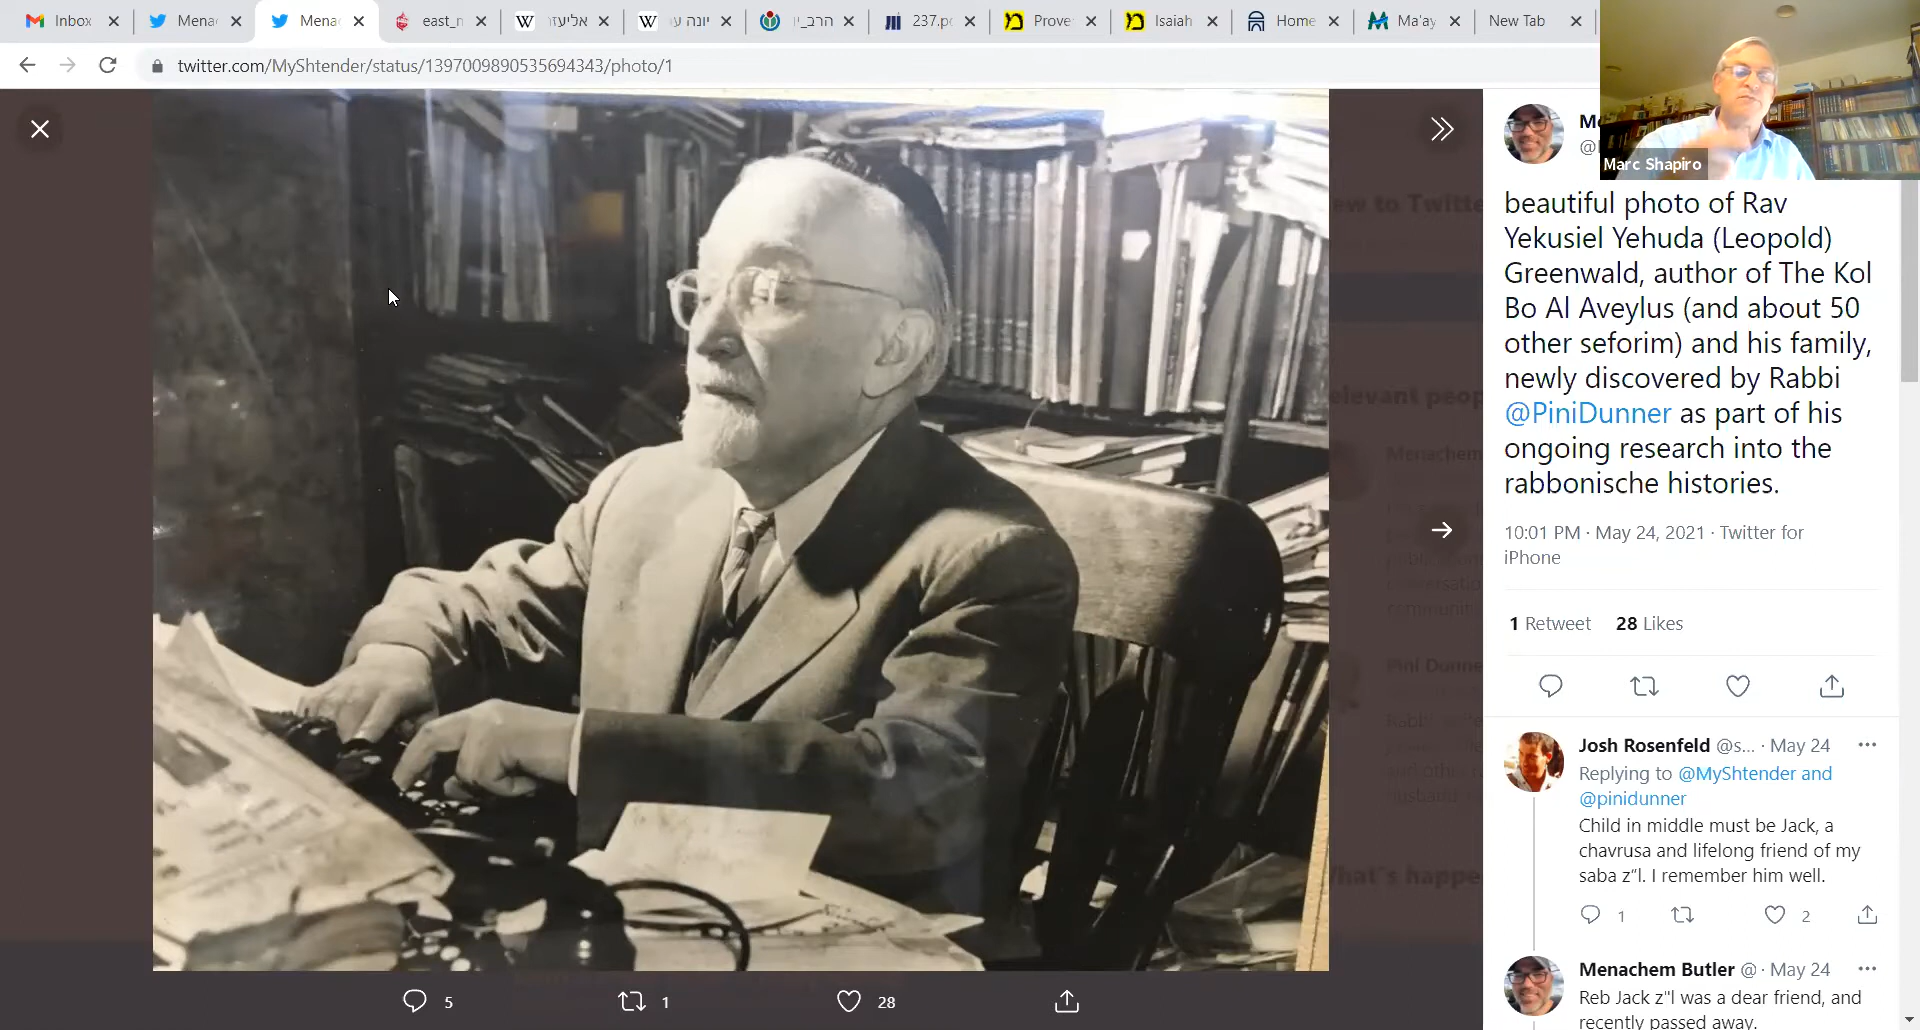 Inbox
Mena
Mena
east_n
אליעזר
יונה
הרב_י
237.p
Prove
Isaiah
Home
Ma'ay
New Tab
twitter.com/MyShtender/status/1397009890535694343/photo/1
Marc Shapiro
beautiful photo of Rav
Yekusiel Yehuda (Leopold)
Greenwald, author of The Kol
Bo Al Aveylus (and about 50
other seforim) and his family,
newly discovered by Rabbi
@PiniDunner as part of his
ongoing research into the
rabbonische histories.
10:01 PM · May 24, 2021 · Twitter for
iPhone
1 Retweet 28 Likes
Josh Rosenfeld @s... · May 24
Replying to @MyShtender and
@pinidunner
Child in middle must be Jack, a
chavrusa and lifelong friend of my
saba z"l. I remember him well.
1 2
Menachem Butler @ · May 24
Reb Jack z"l was a dear friend, and
recently passed away.
5 1 28